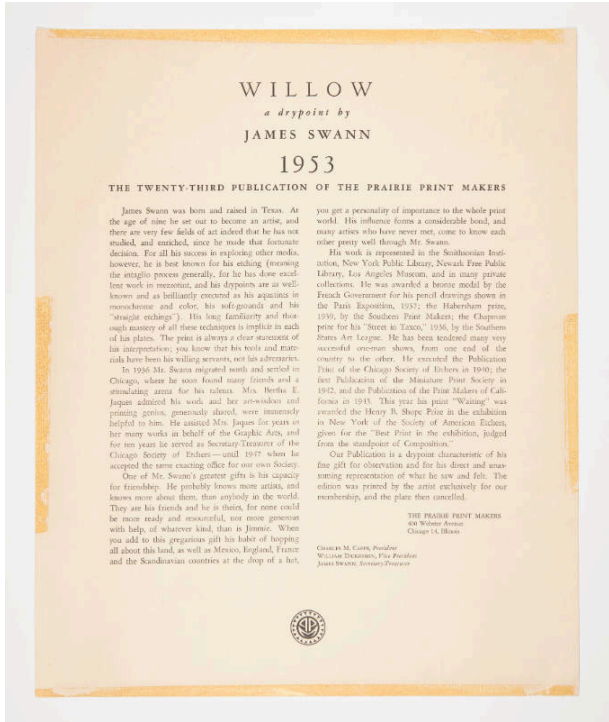 WILLOW
a drypoint by
JAMES SWANN
1953
THE TWENTY-THIRD PUBLICATION OF THE PRAIRIE PRINT MAKERS
James Swann was born and raised in Texas. At
the age of nine he set out to become an artist, and
there are very few fields of art indeed that he has not
studied, and enriched, since he made that fortunate
decision. For all his success in exploring other media,
however, he is best known for his etching (meaning
the intaglio process generally, for he has done excel-
lent work in mezzotint, and his drypoints are as well-
known and as brilliantly executed as his aquatints in
monochrome and color, his soft-grounds and his
"straight etchings"). His long familiarity and thor-
ough mastery of all these techniques is implicit in each
of his plates. The print is always a clear statement of
his interpretation; you know that his tools and mate-
rials have been his willing servants, not his adversaries.
In 1936 Mr. Swann migrated north and settled in
Chicago, where he soon found many friends and a
stimulating arena for his talents. Mrs. Bertha E.
Jaques admired his work and her art-wisdom and
printing genius, generously shared, were immensely
helpful to him. He assisted Mrs. Jaques for years in
her many works in behalf of the Graphic Arts, and
for ten years he served as Secretary-Treasurer of the
Chicago Society of Etchers — until 1947 when he
accepted the same exacting office for our own Society.
One of Mr. Swann's greatest gifts is his capacity
for friendship. He probably knows more artists, and
knows more about them, than anybody in the world.
They are his friends and he is theirs, for none could
be more ready and resourceful, nor more generous
with help, of whatever kind, than is Jimmie. When
you add to this gregarious gift his habit of hopping
all about this land, as well as Mexico, England, France
and the Scandinavian countries at the drop of a hat,
you get a personality of importance to the whole print
world. His influence forms a considerable bond, and
many artists who have never met, come to know each
other pretty well through Mr. Swann.
His work is represented in the Smithsonian Insti-
tution, New York Public Library, Newark Free Public
Library, Los Angeles Museum, and in many private
collections. He was awarded a bronze medal by the
French Government for his pencil drawings shown in
the Paris Exposition, 1937; the Habersham prize,
1939, by the Southern Print Makers; the Chapman
prize for his "Street in Taxco," 1936, by the Southern
States Art League. He has been tendered many very
successful one-man shows, from one end of the
country to the other. He executed the Publication
Print of the Chicago Society of Etchers in 1940; the
first Publication of the Miniature Print Society in
1942, and the Publication of the Print Makers of Cali-
fornia in 1943. This year his print "Waiting" was
awarded the Henry B. Shope Prize in the exhibition
in New York of the Society of American Etchers,
given for the "Best Print in the exhibition, judged
from the standpoint of Composition."
Our Publication is a drypoint characteristic of his
fine gift for observation and for his direct and unas-
suming representation of what he saw and felt. The
edition was printed by the artist exclusively for our
membership, and the plate then cancelled.
THE PRAIRIE PRINT MAKERS
Webster Avenue
Chicago 14, Illinois
CHARLES M. CAPPS, President
WILLIAM DICKERSON, Vice President
JAMES SWANN, Secretary-Treasurer